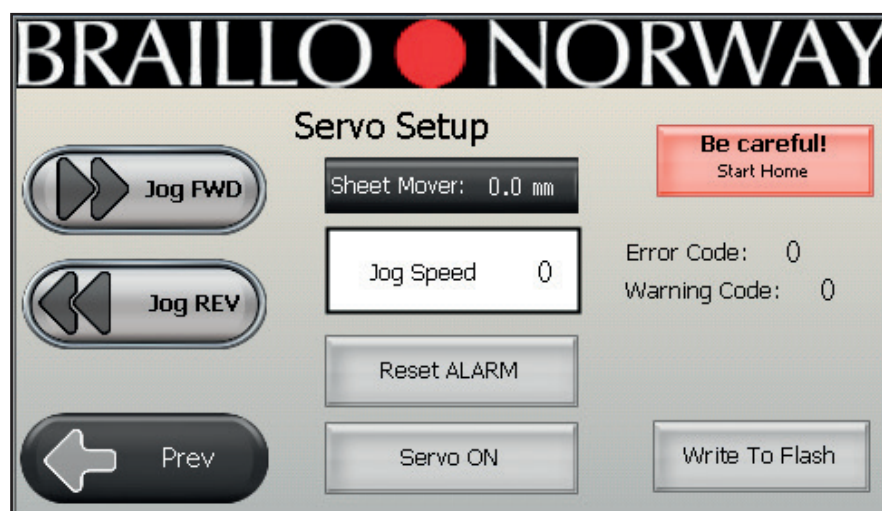 BRAILLO NORWAY
Servo Setup
Be careful!
Start Home
Jog FWD
Sheet Mover: 0.0 mm
Jog Speed 0
Error Code: 0
Warning Code: 0
Jog REV
Reset ALARM
Prev
Servo ON
Write To Flash